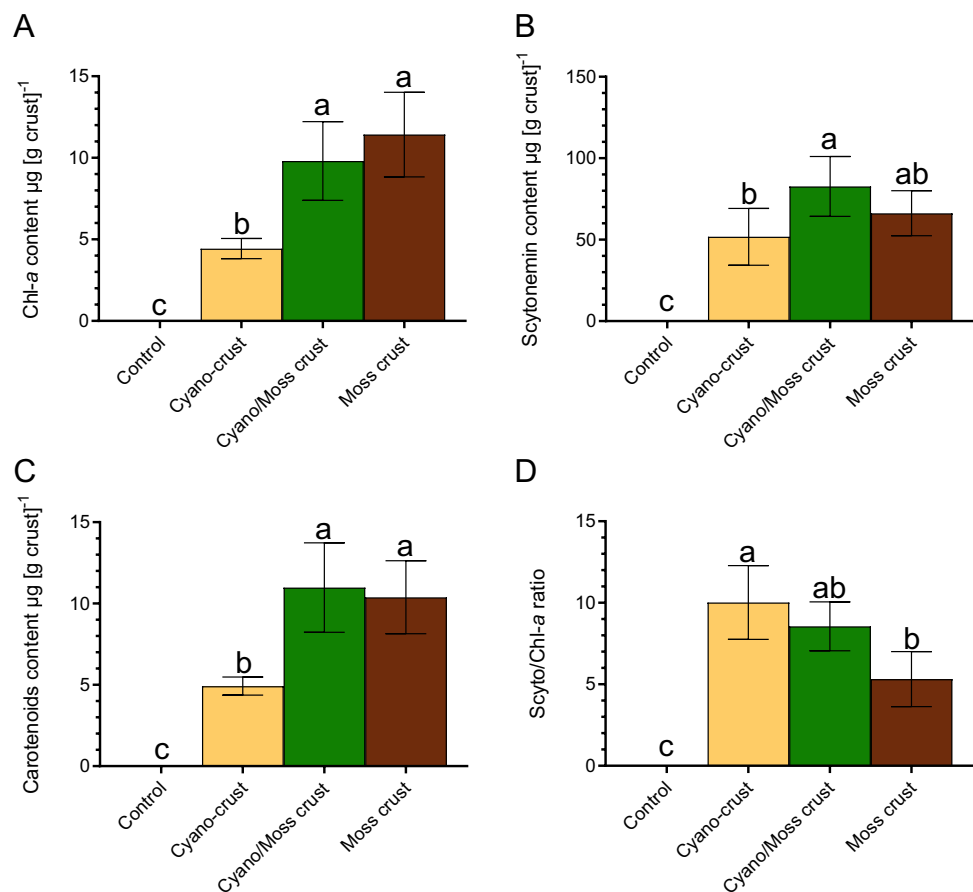 A
Chl-a content µg [g crust]⁻¹
15
10
5
0
c
b
a
a
Control
Cyano-crust
Cyano/Moss crust
Moss crust
B
Scytonemin content µg [g crust]⁻¹
150
100
50
0
c
b
a
ab
Control
Cyano-crust
Cyano/Moss crust
Moss crust
C
Carotenoids content µg [g crust]⁻¹
15
10
5
0
c
b
a
a
Control
Cyano-crust
Cyano/Moss crust
Moss crust
D
Scyto/Chl-a ratio
15
10
5
0
c
a
ab
b
Control
Cyano-crust
Cyano/Moss crust
Moss crust